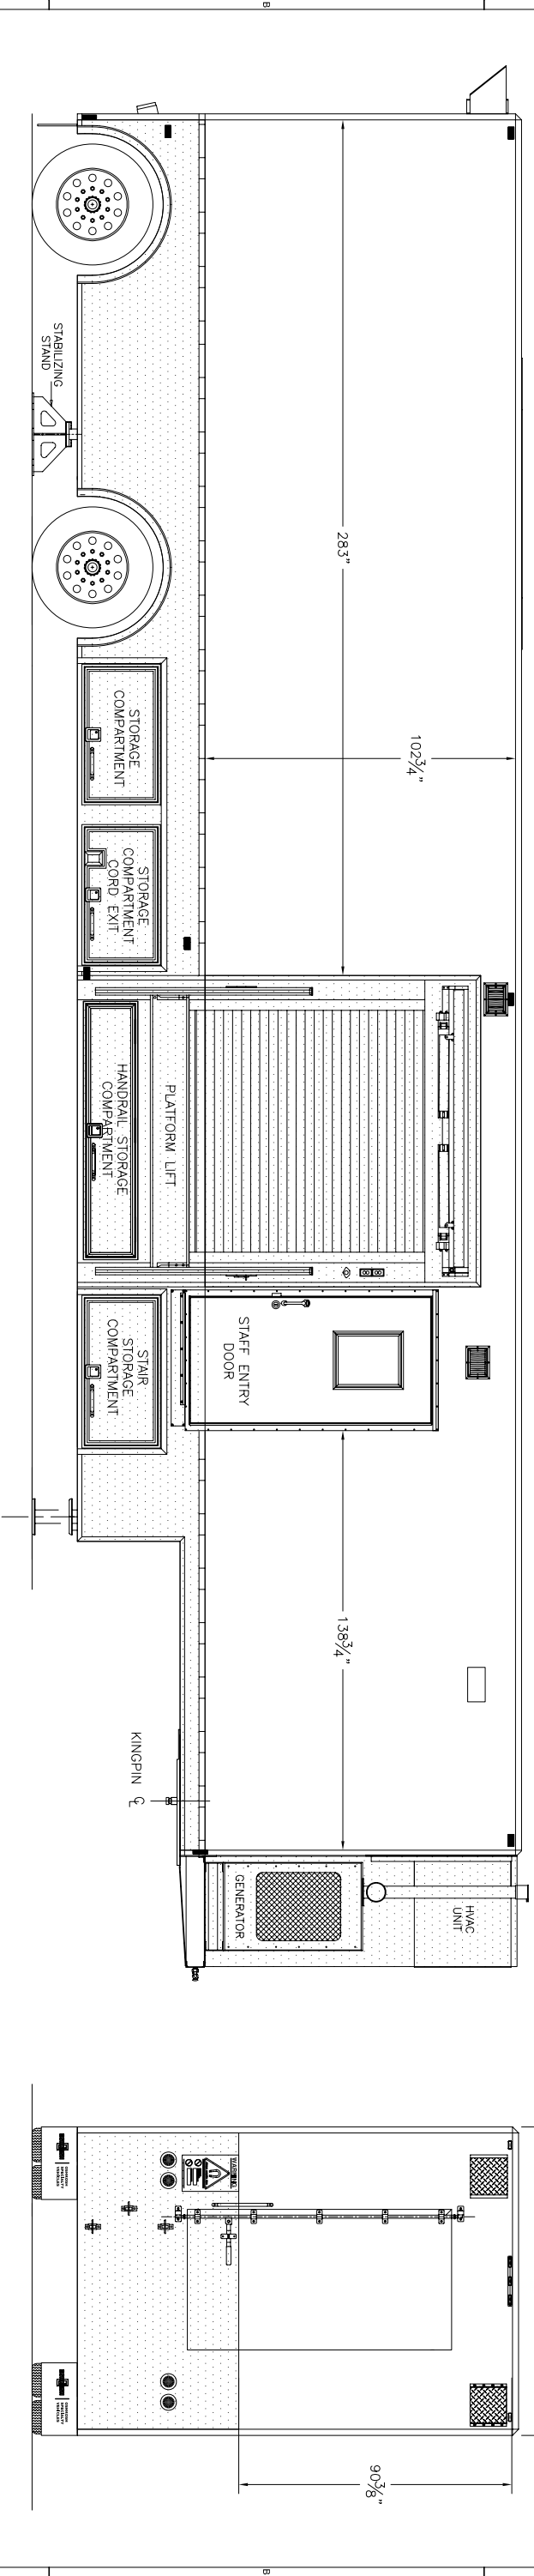 B
STABILIZING
STAND
283"
102¾"
STORAGE
COMPARTMENT
STORAGE
COMPARTMENT
CORD EXIT
HANDRAIL STORAGE
COMPARTMENT
PLATFORM LIFT
STAIR
STORAGE
COMPARTMENT
STAFF ENTRY
DOOR
138¾"
KINGPIN ℄
GENERATOR
HVAC
UNIT
WARNING
90⅜"
B